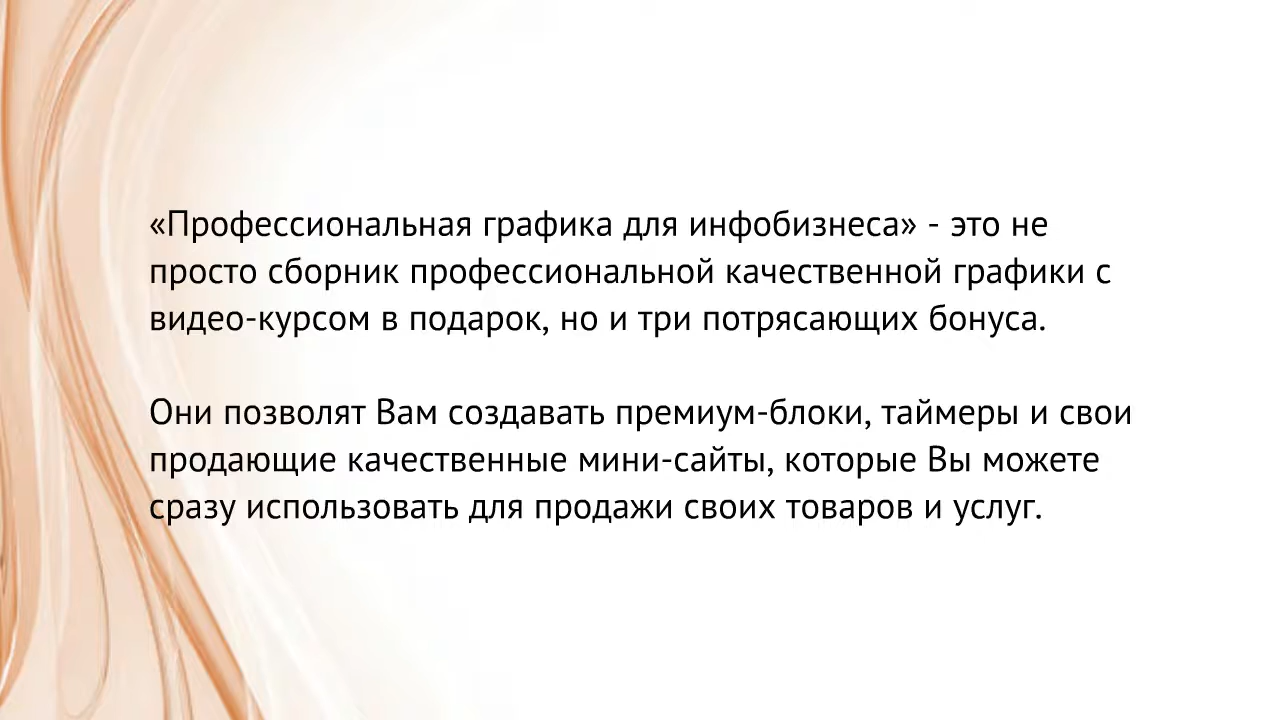 «Профессиональная графика для инфобизнеса» - это не
просто сборник профессиональной качественной графики с
видео-курсом в подарок, но и три потрясающих бонуса.
Они позволят Вам создавать премиум-блоки, таймеры и свои
продающие качественные мини-сайты, которые Вы можете
сразу использовать для продажи своих товаров и услуг.